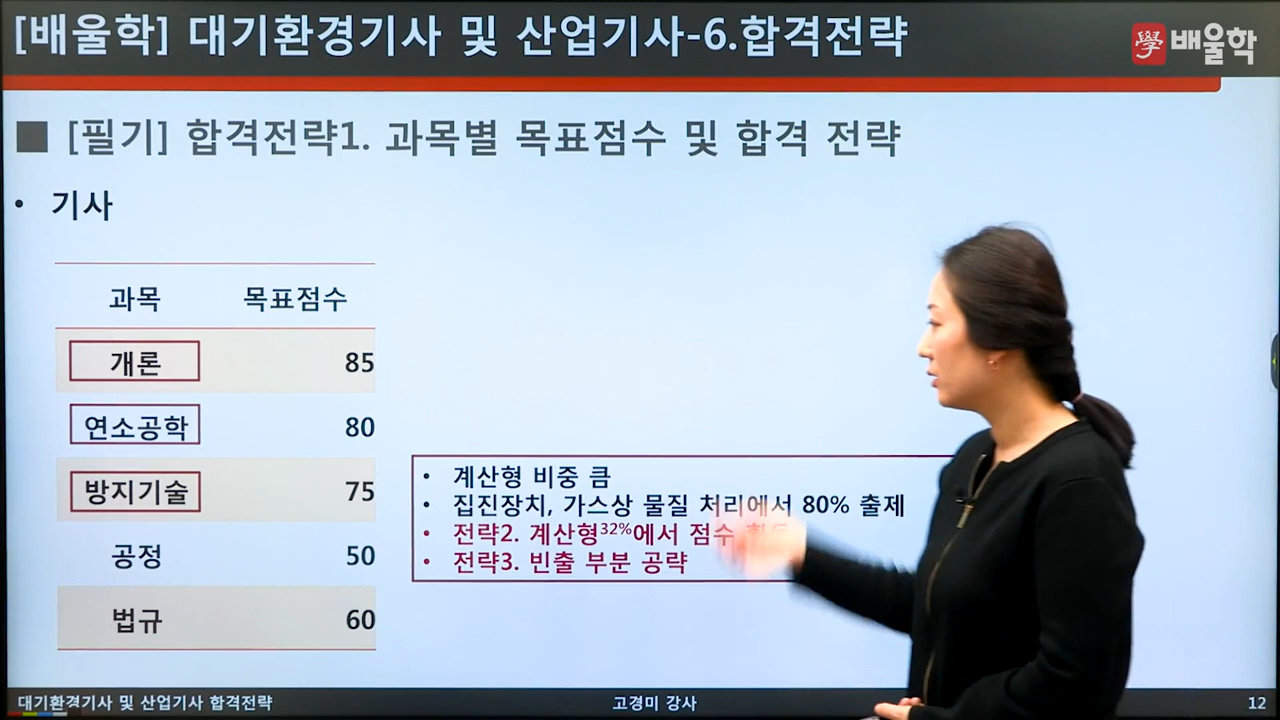 [배울학] 대기환경기사 및 산업기사-6.합격전략
學 배울학
■ [필기] 합격전략1. 과목별 목표점수 및 합격 전략
• 기사
과목 목표점수
개론 85
연소공학 80
방지기술 75
공정 50
법규 60
• 계산형 비중 큼
• 집진장치, 가스상 물질 처리에서 80% 출제
• 전략2. 계산형32%에서 점수
• 전략3. 빈출 부분 공략
대기환경기사 및 산업기사 합격전략
고경미 강사
12